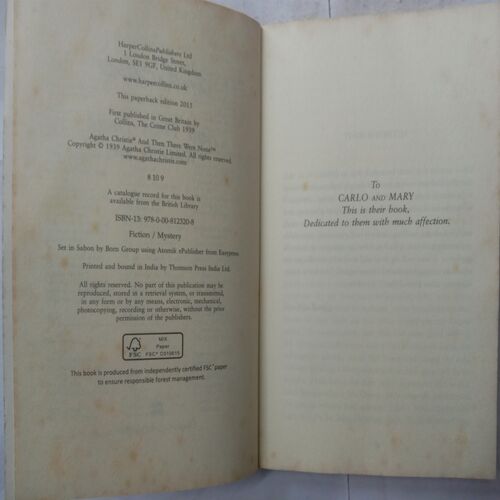 HarperCollinsPublishers Ltd
1 London Bridge Street,
London, SE1 9GF, United Kingdom
www.harpercollins.co.uk
This paperback edition 2013
First published in Great Britain by
Collins, The Crime Club 1939
Agatha Christie® And Then There Were None™
Copyright © 1939 Agatha Christie Limited. All rights reserved.
www.agathachristie.com
8 10 9
A catalogue record for this book is
available from the British Library
ISBN-13: 978-0-00-812320-8
Fiction / Mystery
Set in Sabon by Born Group using Atomik ePublisher from Easypress
Printed and bound in India by Thomson Press India Ltd.
All rights reserved. No part of this publication may be
reproduced, stored in a retrieval system, or transmitted,
in any form or by any means, electronic, mechanical,
photocopying, recording or otherwise, without the prior
permission of the publishers.
FSC
MIX
Paper
FSC® C010615
This book is produced from independently certified FSC™ paper
to ensure responsible forest management.
To
CARLO AND MARY
This is their book,
Dedicated to them with much affection.